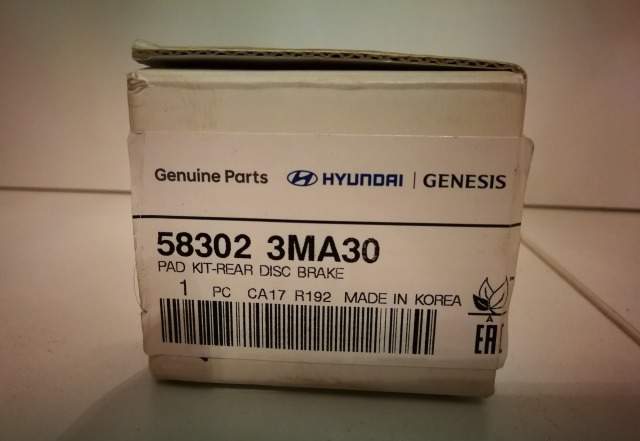 Genuine Parts HYUNDAI | GENESIS
58302 3MA30
PAD KIT-REAR DISC BRAKE
1 PC CA17 R192 MADE IN KOREA
EAC